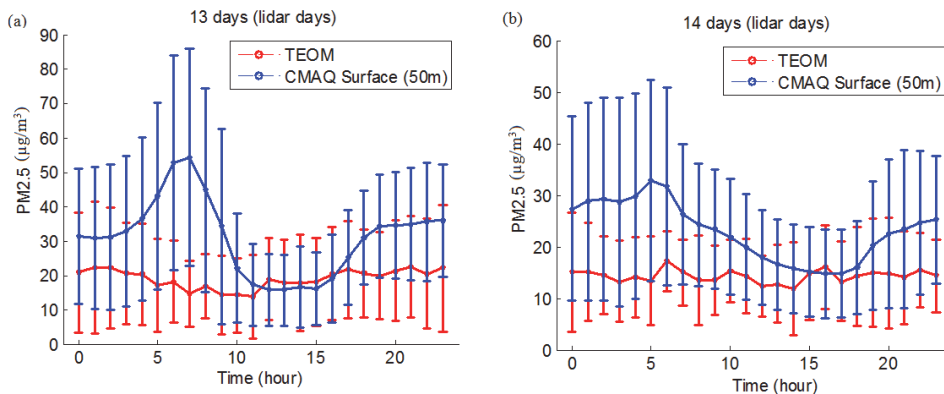 (a)
13 days (lidar days)
TEOM
CMAQ Surface (50m)
PM2.5 (µg/m³)
90
80
70
60
50
40
30
20
10
0
0 5 10 15 20
Time (hour)
(b)
14 days (lidar days)
TEOM
CMAQ Surface (50m)
PM2.5 (µg/m³)
60
50
40
30
20
10
0
0 5 10 15 20
Time (hour)